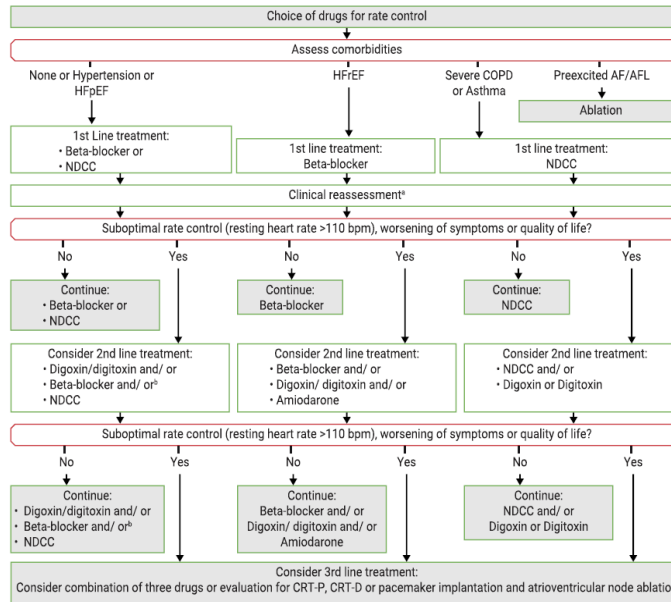 Choice of drugs for rate control
Assess comorbidities
None or Hypertension or
HFpEF
HFrEF
Severe COPD
or Asthma
Preexcited AF/AFL
Ablation
1st Line treatment:
• Beta-blocker or
• NDCC
1st line treatment:
Beta-blocker
1st line treatment:
NDCC
Clinical reassessmentᵃ
Suboptimal rate control (resting heart rate >110 bpm), worsening of symptoms or quality of life?
No
Yes
No
Yes
No
Yes
Continue:
• Beta-blocker or
• NDCC
Continue:
Beta-blocker
Continue:
NDCC
Consider 2nd line treatment:
• Digoxin/digitoxin and/ or
• Beta-blocker and/ orᵇ
• NDCC
Consider 2nd line treatment:
• Beta-blocker and/ or
• Digoxin/ digitoxin and/ or
• Amiodarone
Consider 2nd line treatment:
• NDCC and/ or
• Digoxin or Digitoxin
Suboptimal rate control (resting heart rate >110 bpm), worsening of symptoms or quality of life?
No
Yes
No
Yes
No
Yes
Continue:
• Digoxin/digitoxin and/ or
• Beta-blocker and/ orᵇ
• NDCC
Continue:
Beta-blocker and/ or
Digoxin/ digitoxin and/ or
Amiodarone
Continue:
NDCC and/ or
Digoxin or Digitoxin
Consider 3rd line treatment:
Consider combination of three drugs or evaluation for CRT-P, CRT-D or pacemaker implantation and atrioventricular node ablation